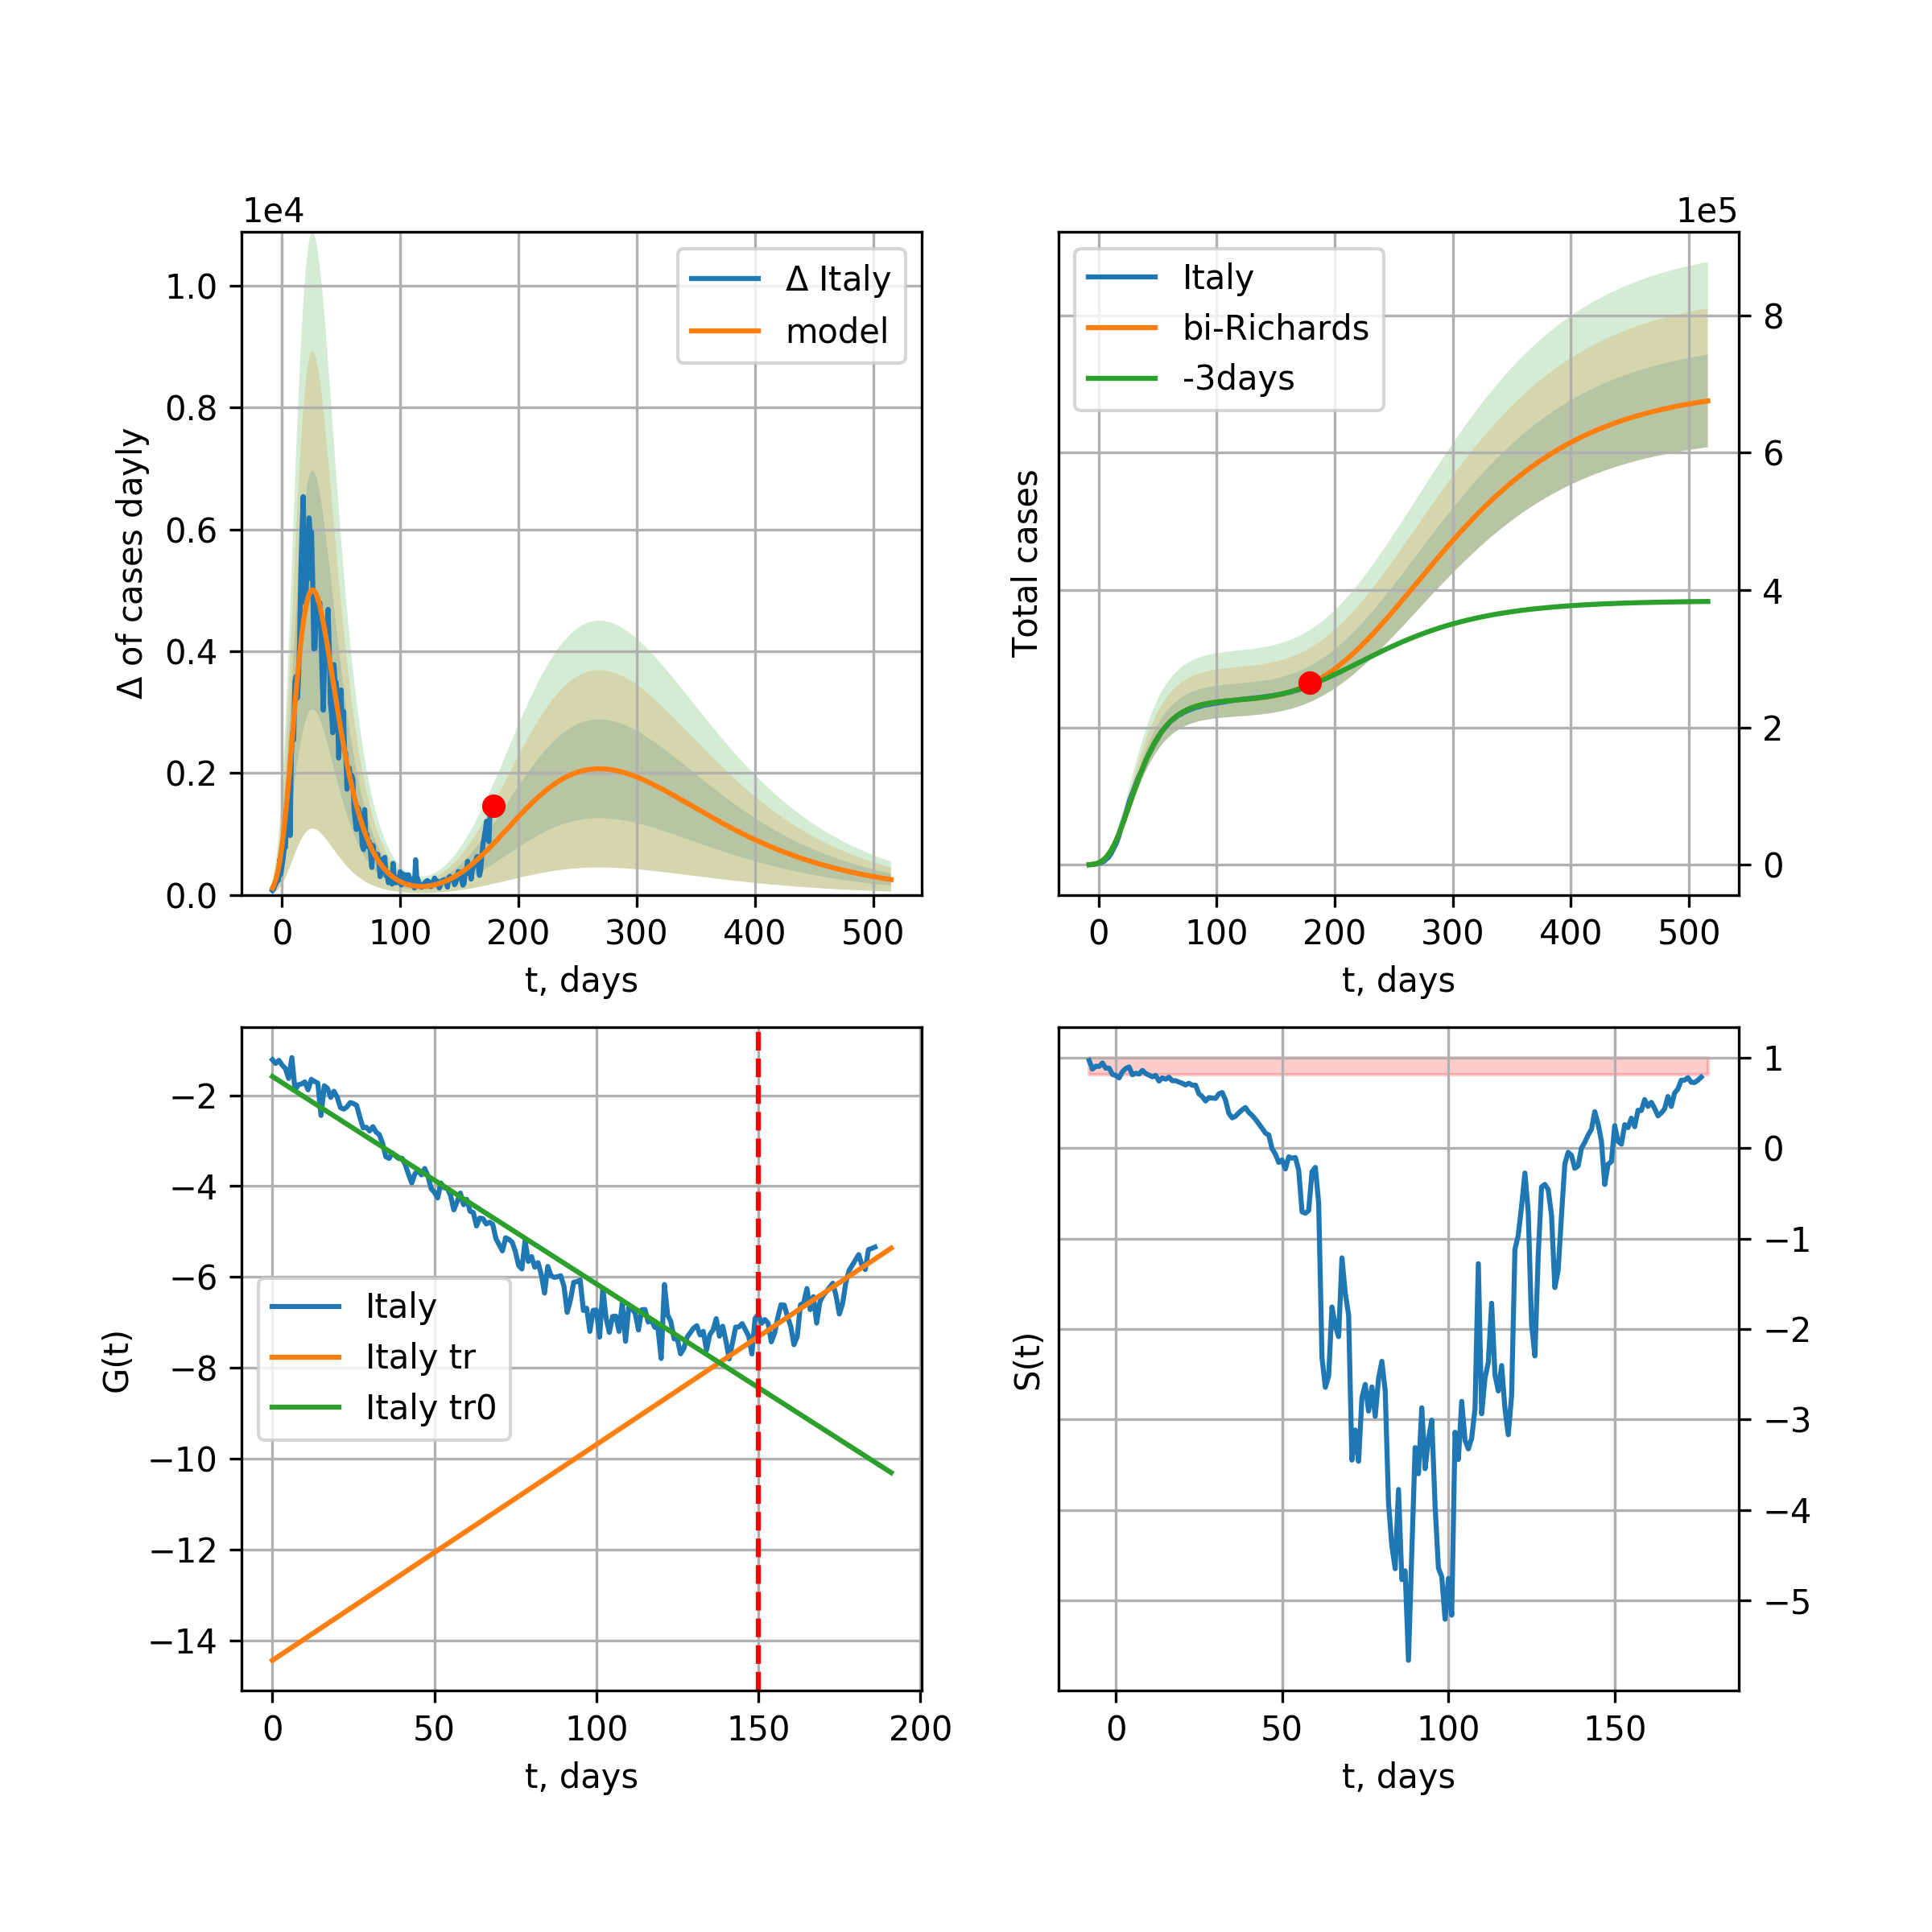 1e4
Δ of cases dayly
1.0
0.8
0.6
0.4
0.2
0.0
0 100 200 300 400 500
t, days
Δ Italy
model
1e5
Total cases
8
6
4
2
0
0 100 200 300 400 500
t, days
Italy
bi-Richards
-3days
G(t)
−2
−4
−6
−8
−10
−12
−14
0 50 100 150 200
t, days
Italy
Italy tr
Italy tr0
S(t)
1
0
−1
−2
−3
−4
−5
0 50 100 150
t, days